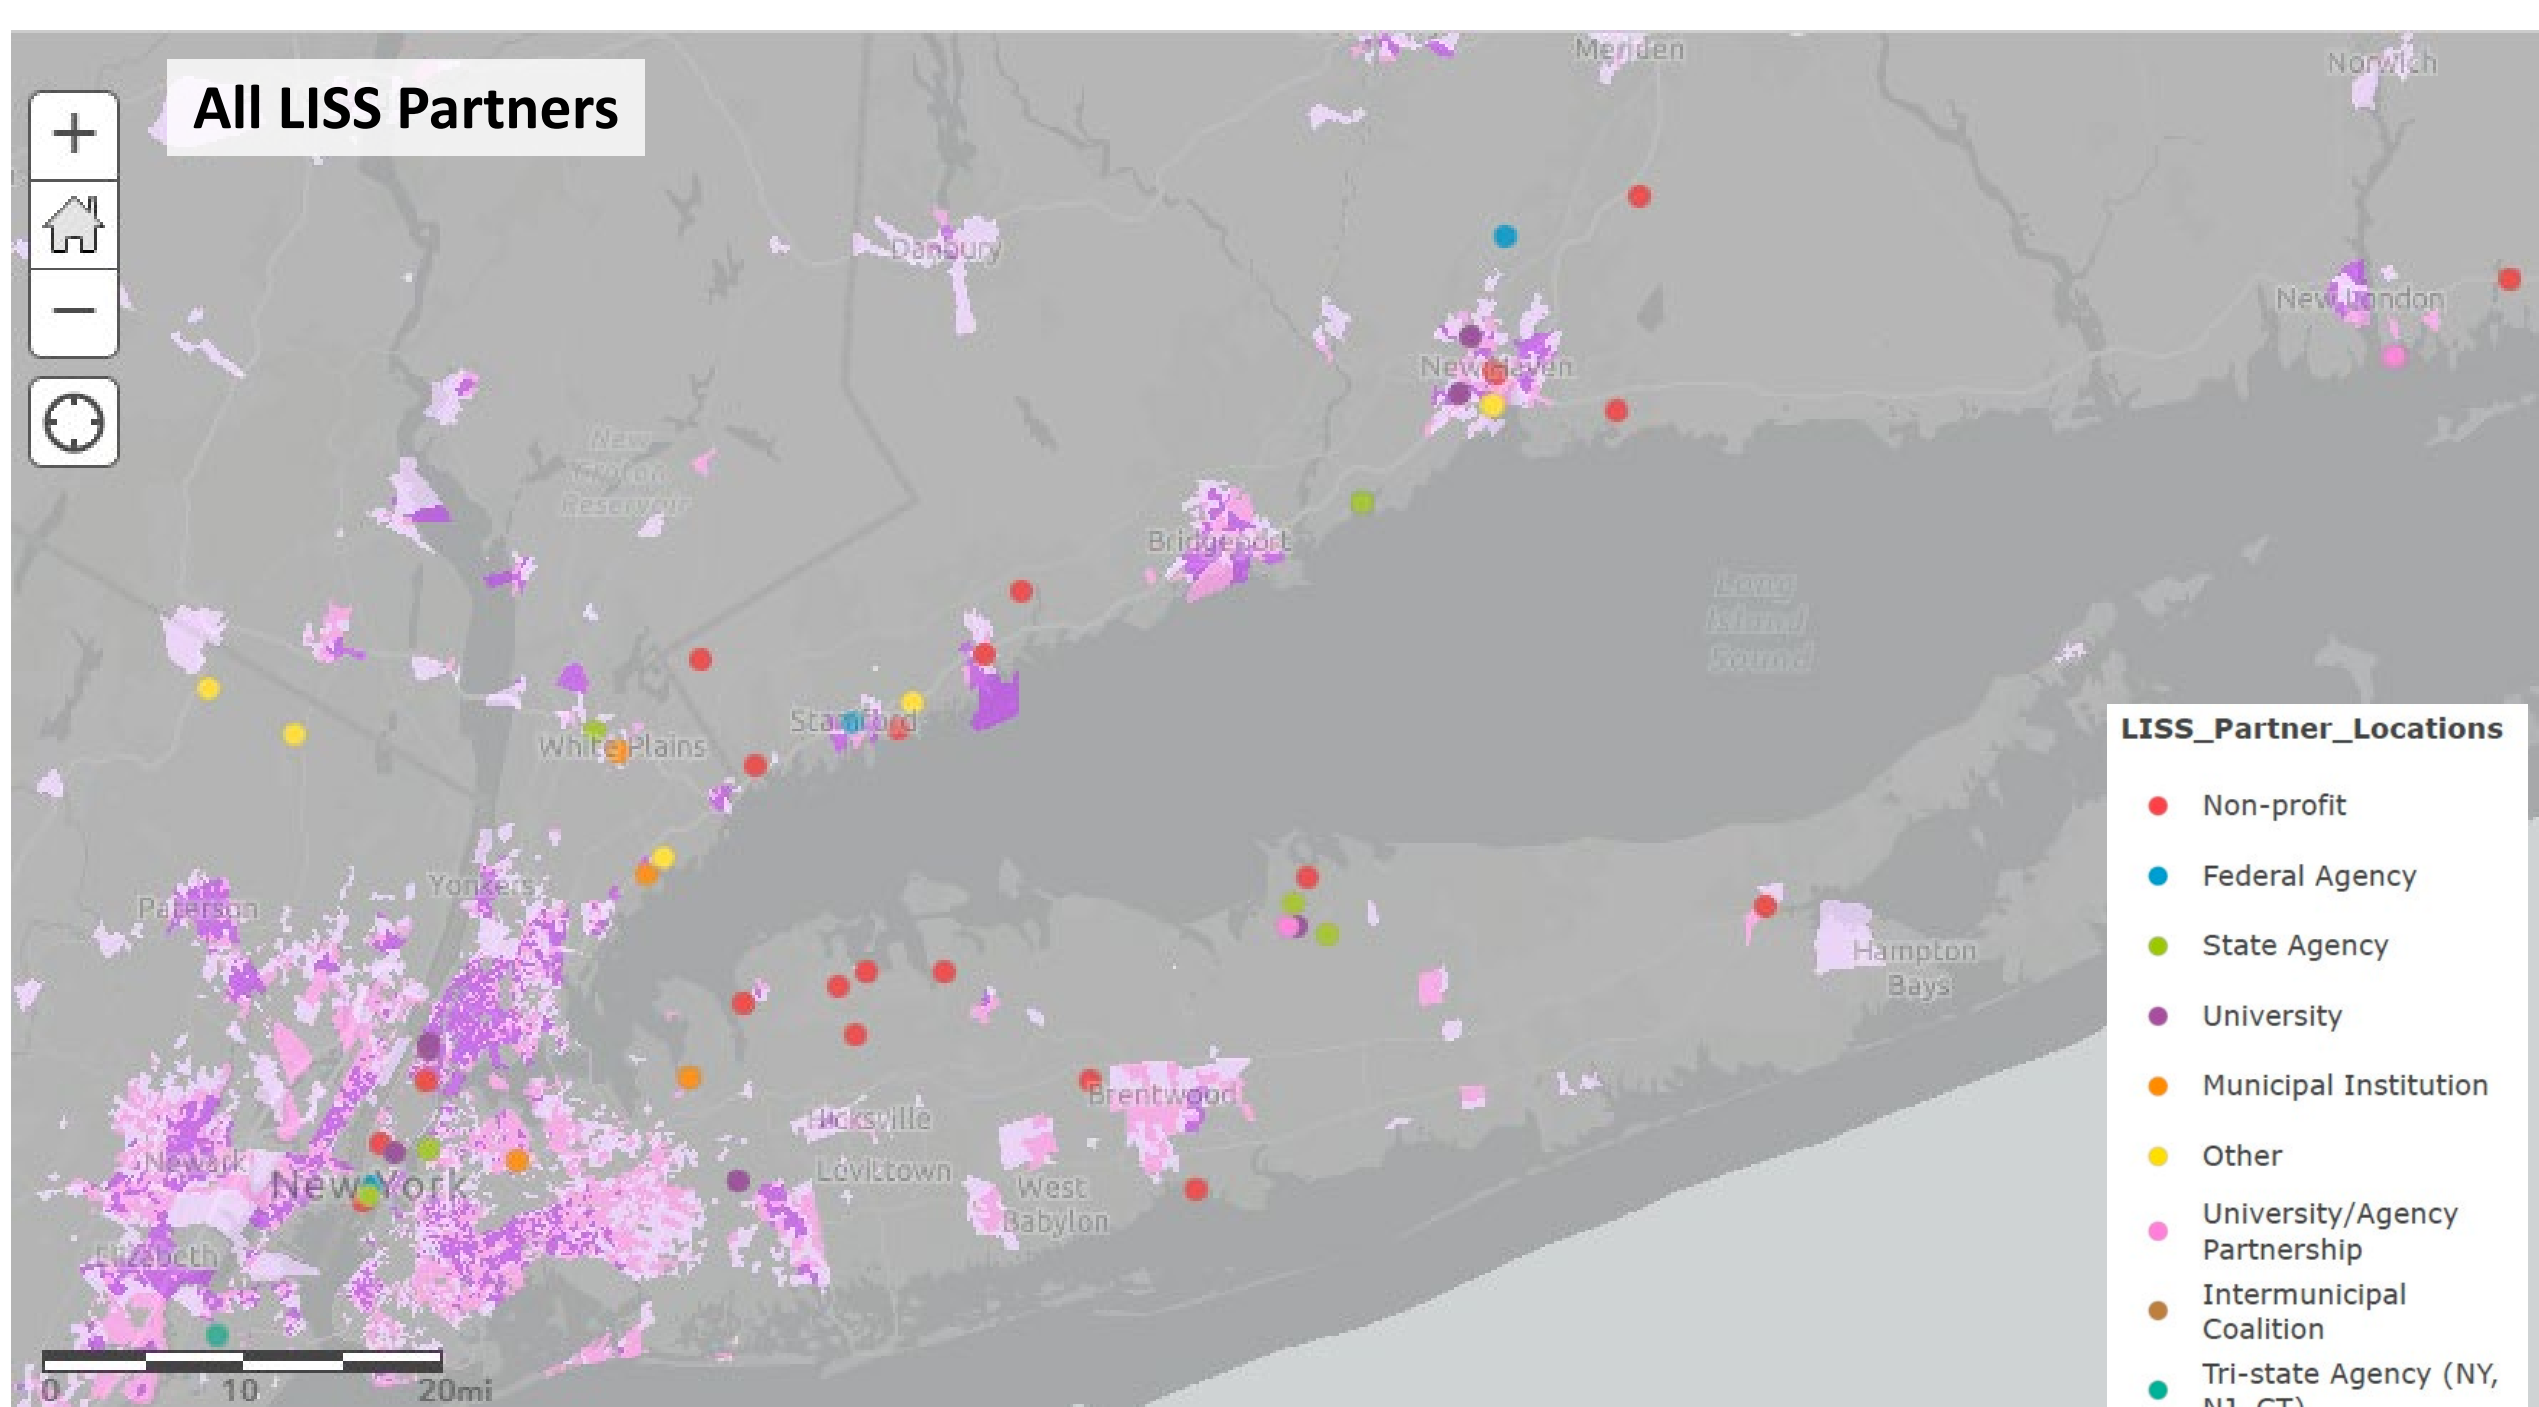 All LISS Partners
+
−
Meriden
Norwich
Danbury
New London
New Haven
New
Croton
Reservoir
Bridgeport
Long
Island
Sound
Stamford
White Plains
Yonkers
Paterson
Hampton
Bays
Brentwood
Hicksville
Newark
Levittown
New York
West
Babylon
Elizabeth
0 10 20mi
LISS_Partner_Locations
Non-profit
Federal Agency
State Agency
University
Municipal Institution
Other
University/Agency
Partnership
Intermunicipal
Coalition
Tri-state Agency (NY,
NJ, CT)